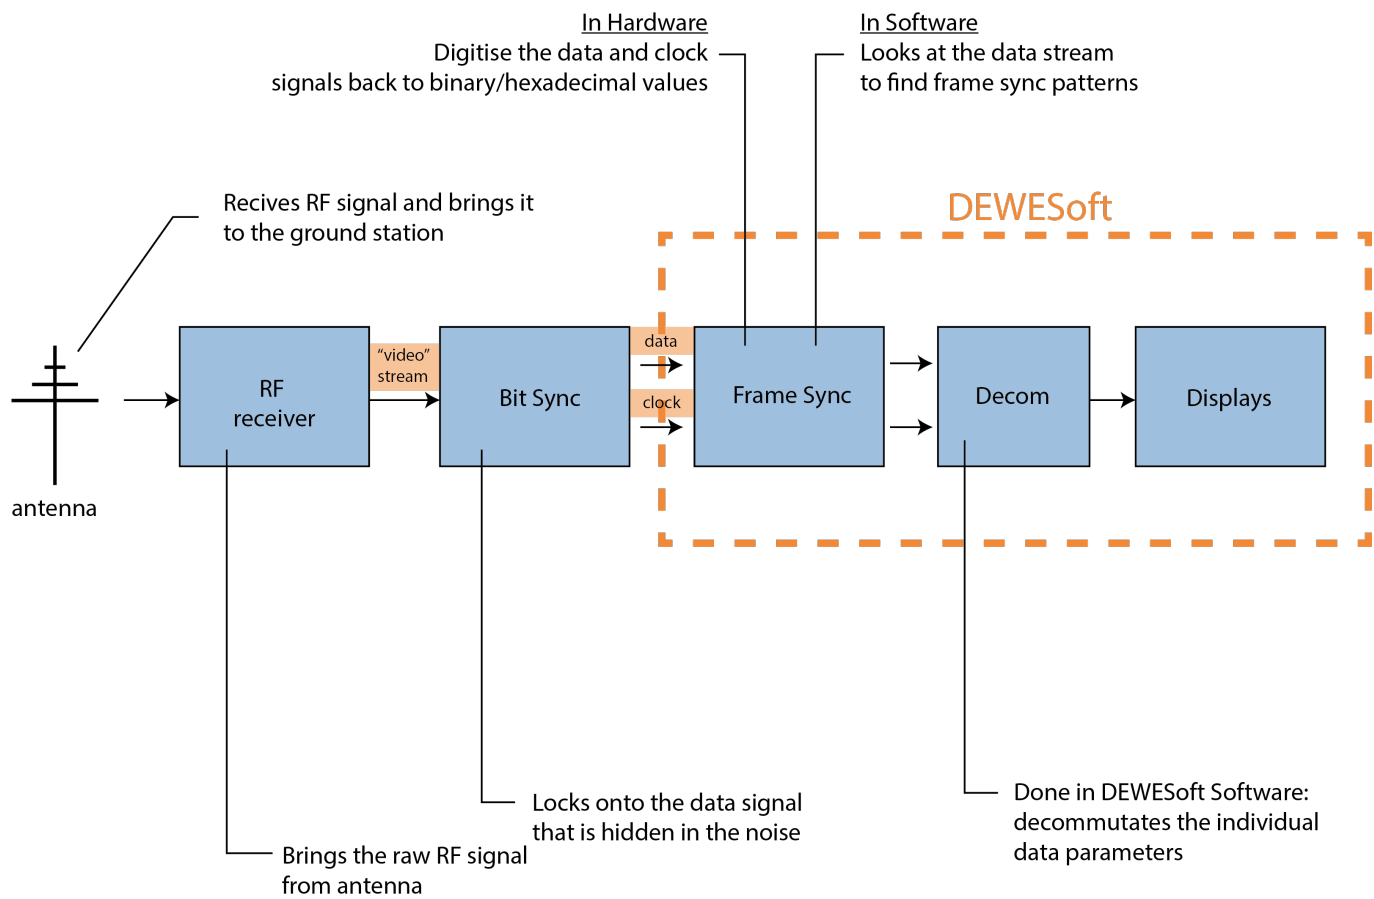 In Hardware
Digitise the data and clock
signals back to binary/hexadecimal values
In Software
Looks at the data stream
to find frame sync patterns
Recives RF signal and brings it
to the ground station
DEWESoft
antenna
RF
receiver
“video”
stream
Bit Sync
data
clock
Frame Sync
Decom
Displays
Brings the raw RF signal
from antenna
Locks onto the data signal
that is hidden in the noise
Done in DEWESoft Software:
decommutates the individual
data parameters